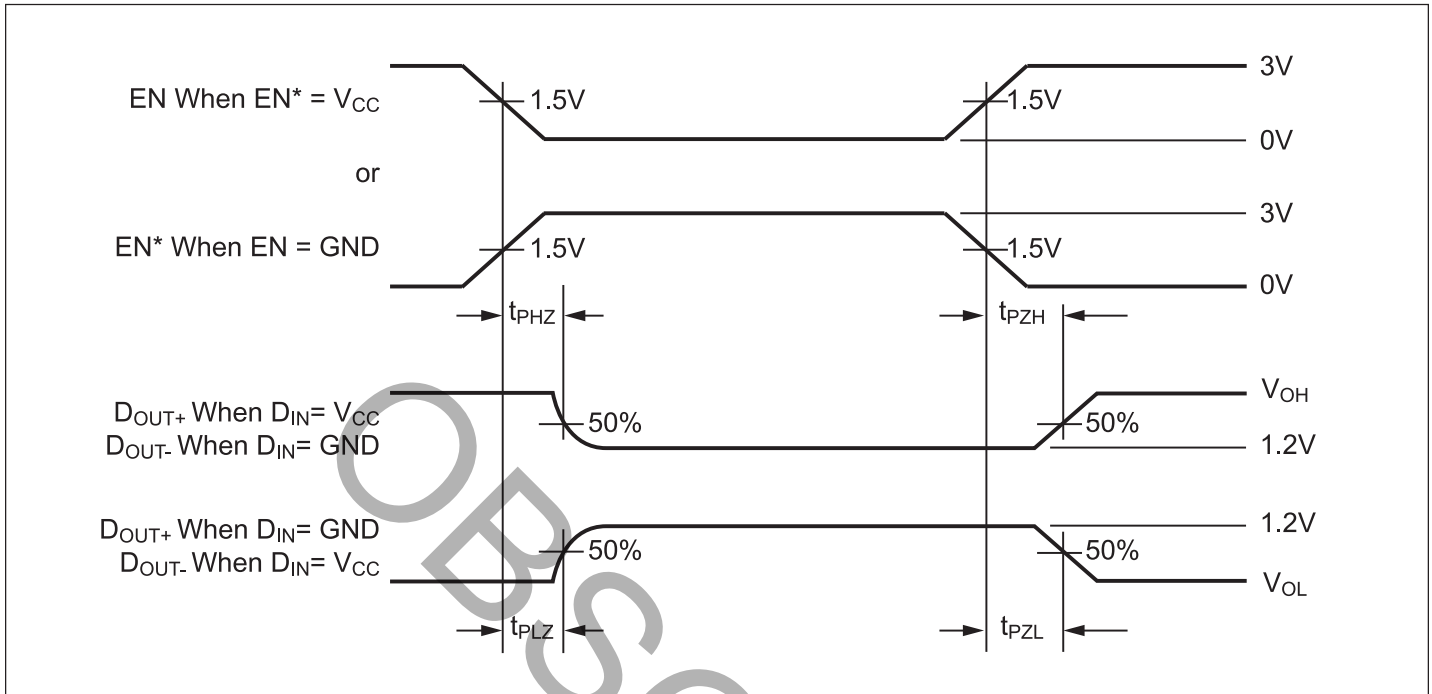 3V
EN When EN* = VCC
1.5V
1.5V
0V
or
3V
EN* When EN = GND
1.5V
1.5V
0V
tPHZ
tPZH
VOH
DOUT+ When DIN= VCC
50%
50%
DOUT- When DIN= GND
1.2V
DOUT+ When DIN= GND
1.2V
50%
50%
DOUT- When DIN= VCC
VOL
tPLZ
tPZL